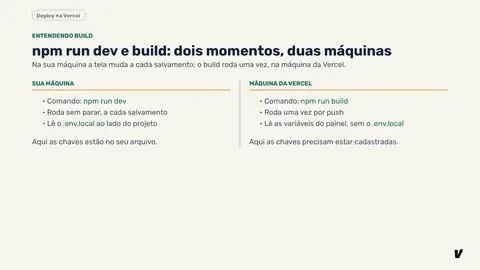 Deploy na Vercel
ENTENDENDO BUILD
npm run dev e build: dois momentos, duas máquinas
Na sua máquina a tela muda a cada salvamento; o build roda uma vez, na máquina da Vercel.
SUA MÁQUINA
• Comando: npm run dev
• Roda sem parar, a cada salvamento
• Lê o .env.local ao lado do projeto
Aqui as chaves estão no seu arquivo.
MÁQUINA DA VERCEL
• Comando: npm run build
• Roda uma vez por push
• Lê as variáveis do painel, sem o .env.local
Aqui as chaves precisam estar cadastradas.
V